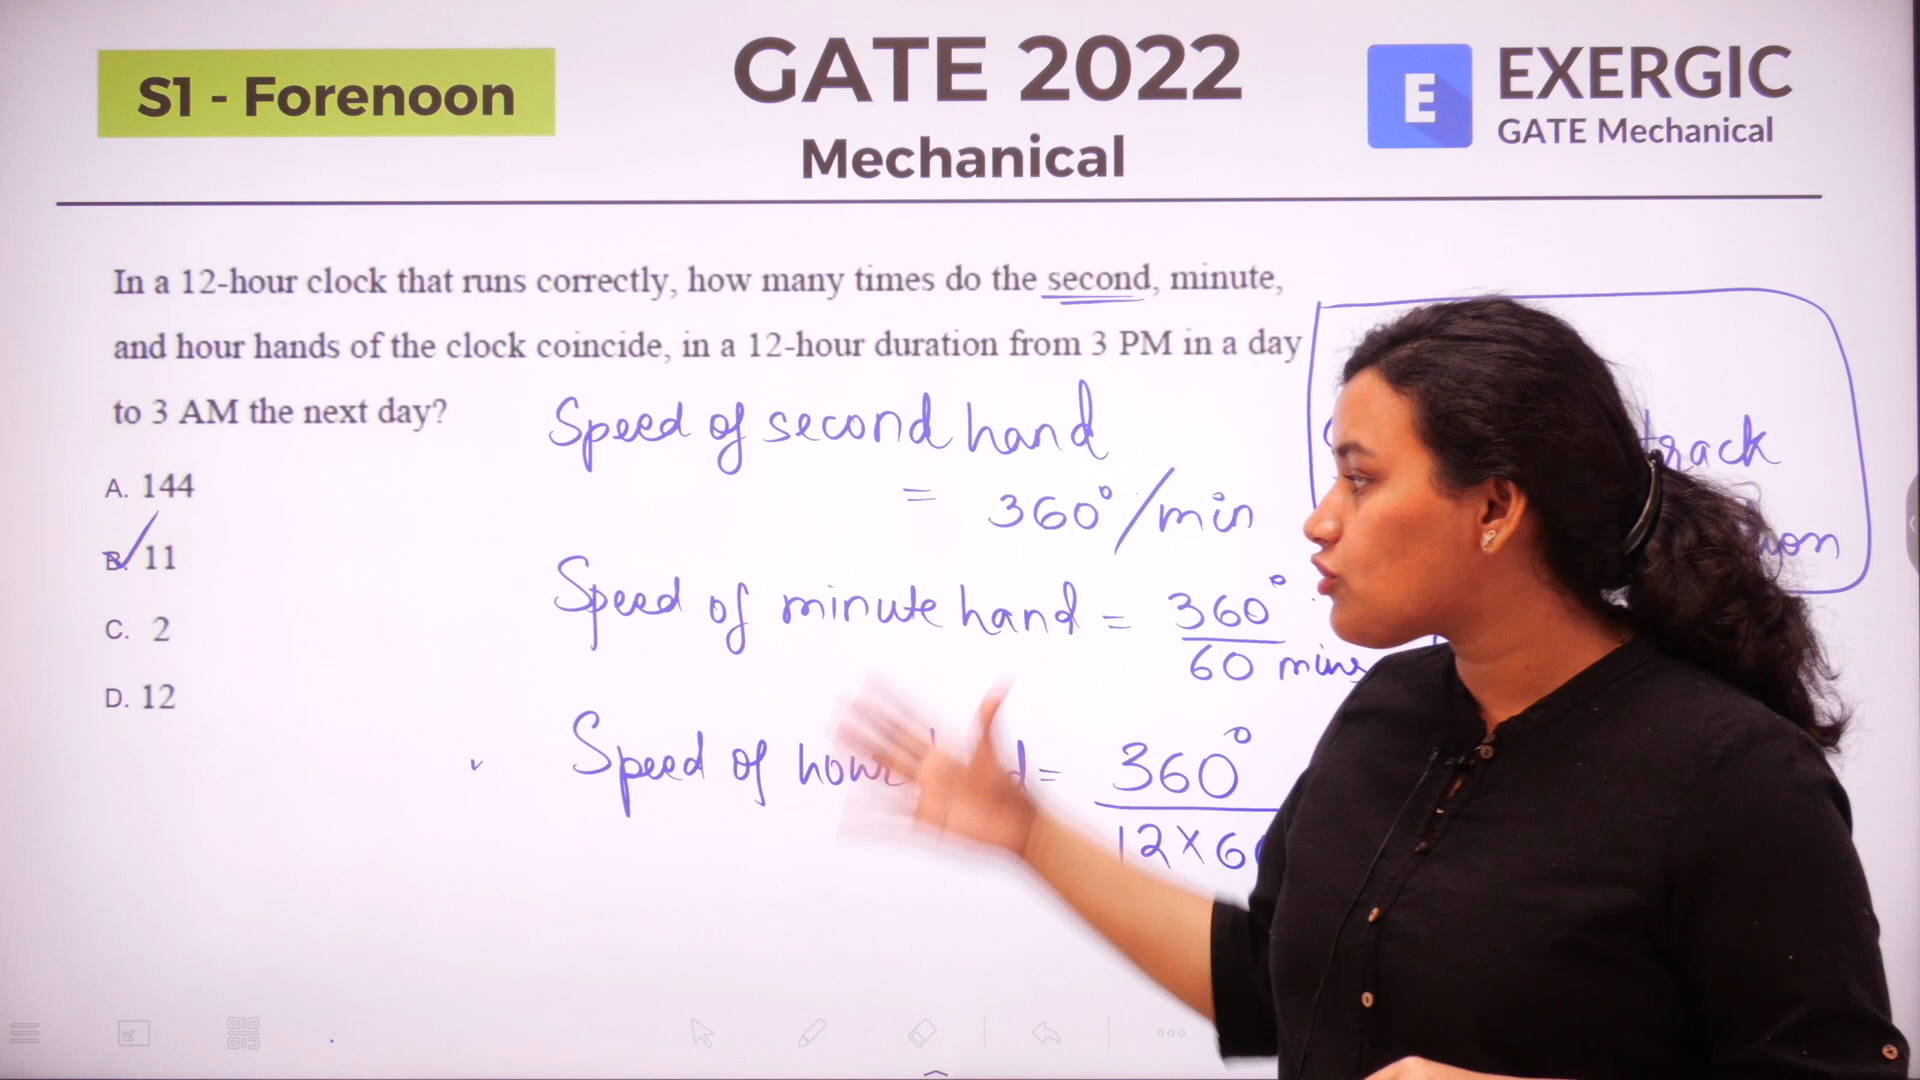 S1 - Forenoon
GATE 2022
Mechanical
E
EXERGIC
GATE Mechanical
In a 12-hour clock that runs correctly, how many times do the second, minute,
and hour hands of the clock coincide, in a 12-hour duration from 3 PM in a day
to 3 AM the next day?
A. 144
B. 11
C. 2
D. 12
Speed of second hand
= 360°/min
Speed of minute hand = 360°
60 mins
Speed of hour = 360°
12 × 6
track